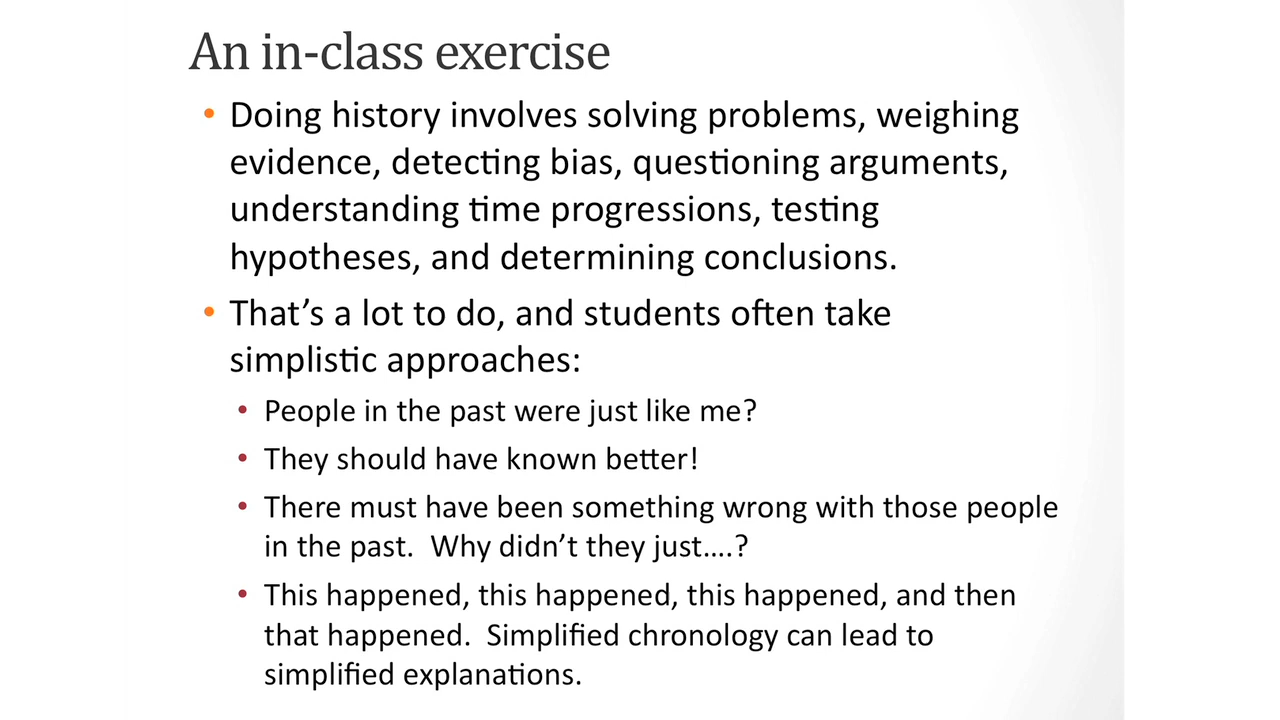 An in-class exercise
• Doing history involves solving problems, weighing
evidence, detecting bias, questioning arguments,
understanding time progressions, testing
hypotheses, and determining conclusions.
• That’s a lot to do, and students often take
simplistic approaches:
• People in the past were just like me?
• They should have known better!
• There must have been something wrong with those people
in the past.  Why didn’t they just….?
• This happened, this happened, this happened, and then
that happened.  Simplified chronology can lead to
simplified explanations.